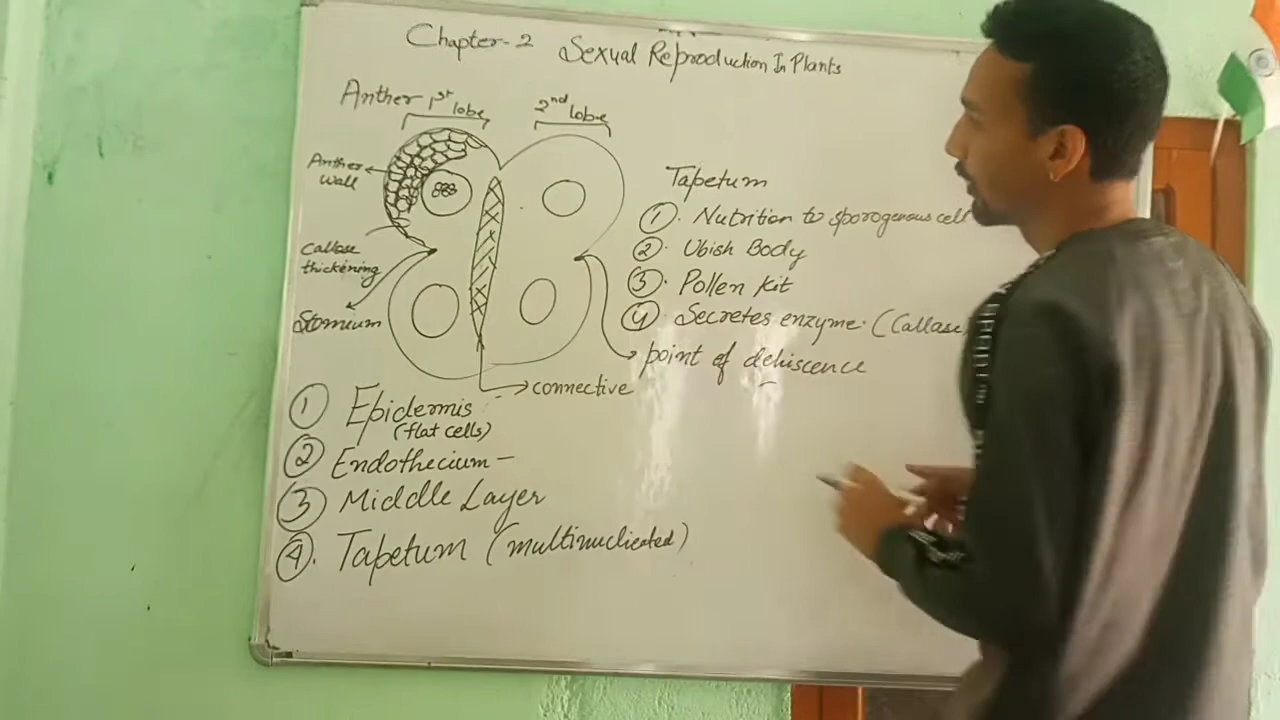 Chapter-2 Sexual Reproduction In Plants
Anther 1st lobe 2nd lobe
Anther wall
Callase thickening
Stomium
connective
Tapetum
① Nutrition to sporogenous cell
② Ubish Body
③ Pollen Kit
④ Secretes enzyme. (Callase
point of dehiscence
① Epidermis
(flat cells)
② Endothecium -
③ Middle Layer
④. Tapetum (multinuclieated)